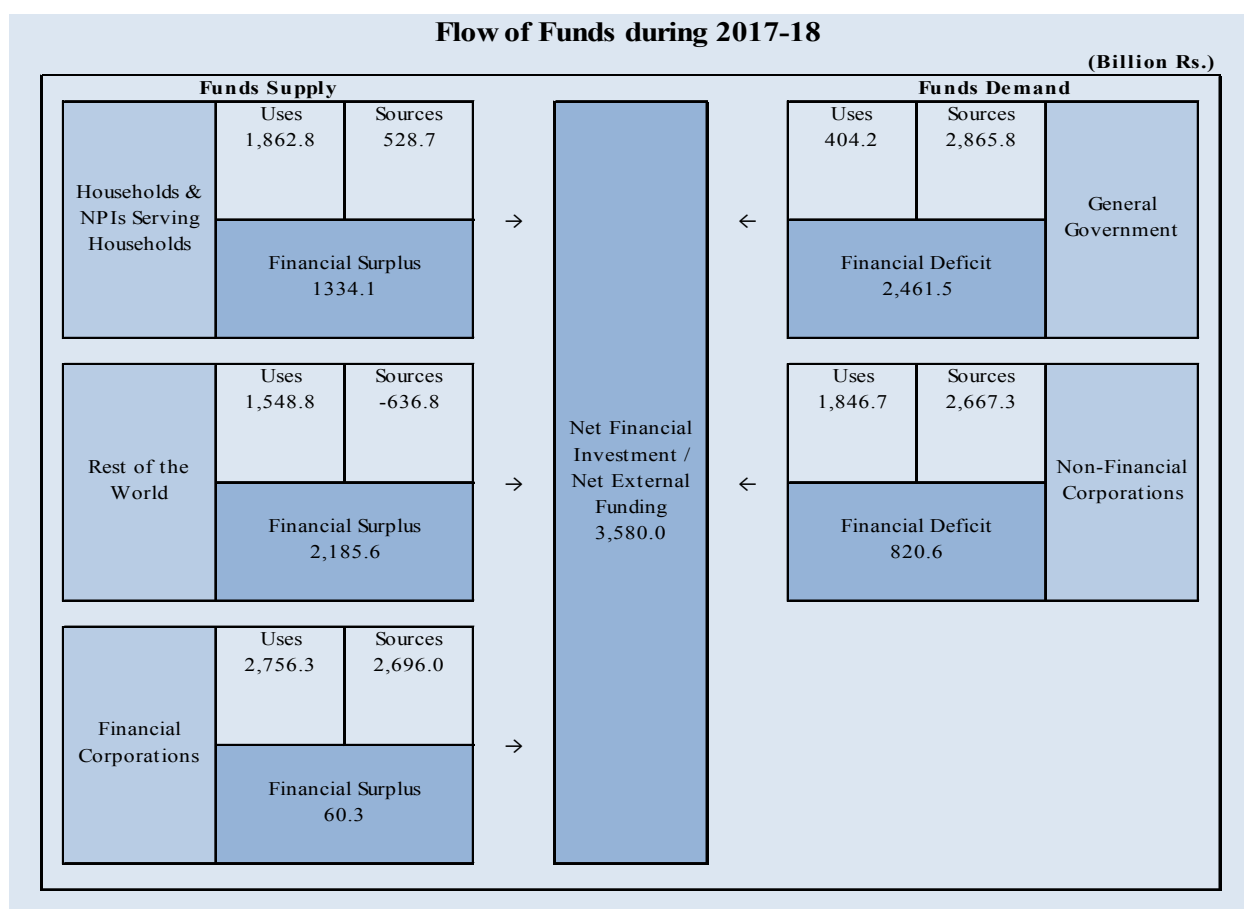 Flow of Funds during 2017-18
(Billion Rs.)
Funds Supply
Households &
NPIs Serving
Households
Uses
1,862.8
Sources
528.7
Financial Surplus
1334.1
→
Rest of the
World
Uses
1,548.8
Sources
-636.8
Financial Surplus
2,185.6
→
Financial
Corporations
Uses
2,756.3
Sources
2,696.0
Financial Surplus
60.3
→
Net Financial
Investment /
Net External
Funding
3,580.0
Funds Demand
←
Uses
404.2
Sources
2,865.8
Financial Deficit
2,461.5
General
Government
←
Uses
1,846.7
Sources
2,667.3
Financial Deficit
820.6
Non-Financial
Corporations